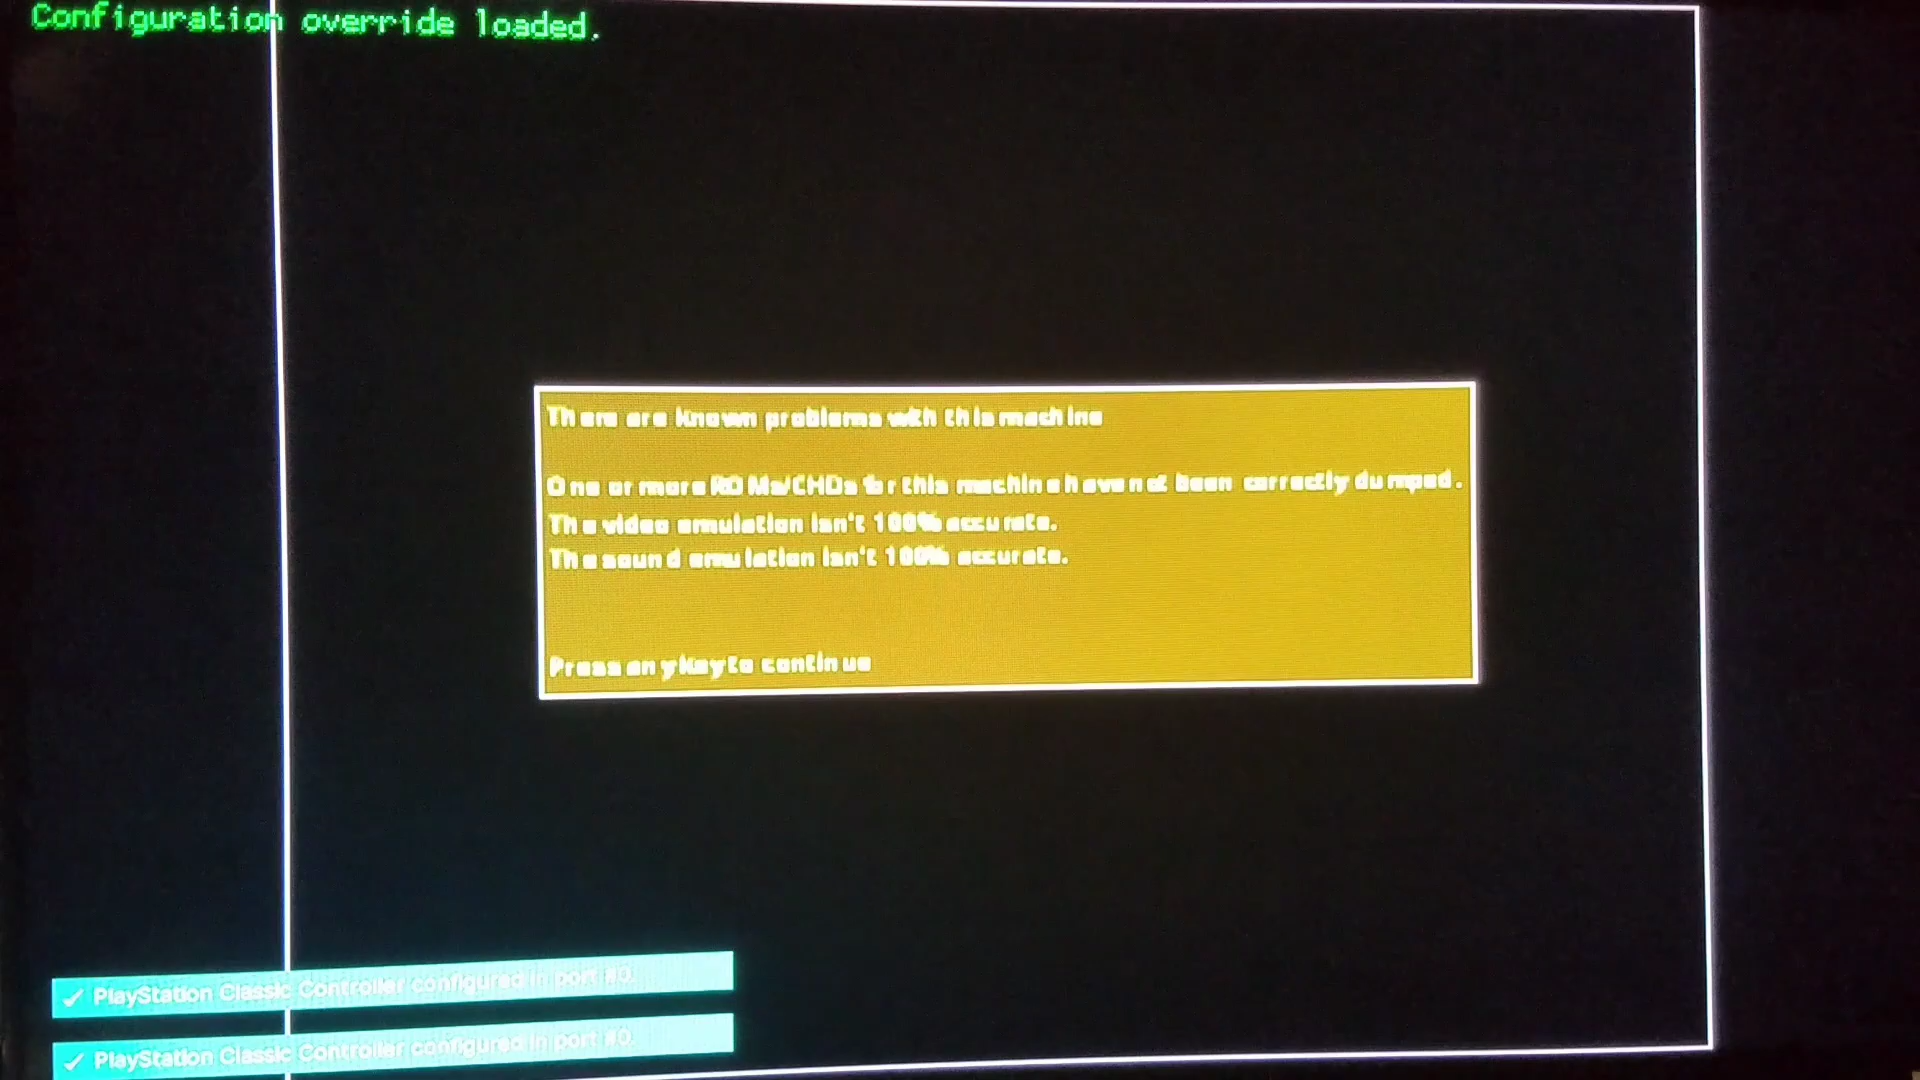 Configuration override loaded.
There are known problems with this machine
One or more ROMs/CHDs for this machine have not been correctly dumped.
The video emulation isn't 100% accurate.
The sound emulation isn't 100% accurate.
Press any key to continue
✓ PlayStation Classic Controller configured in port #0.
✓ PlayStation Classic Controller configured in port #0.